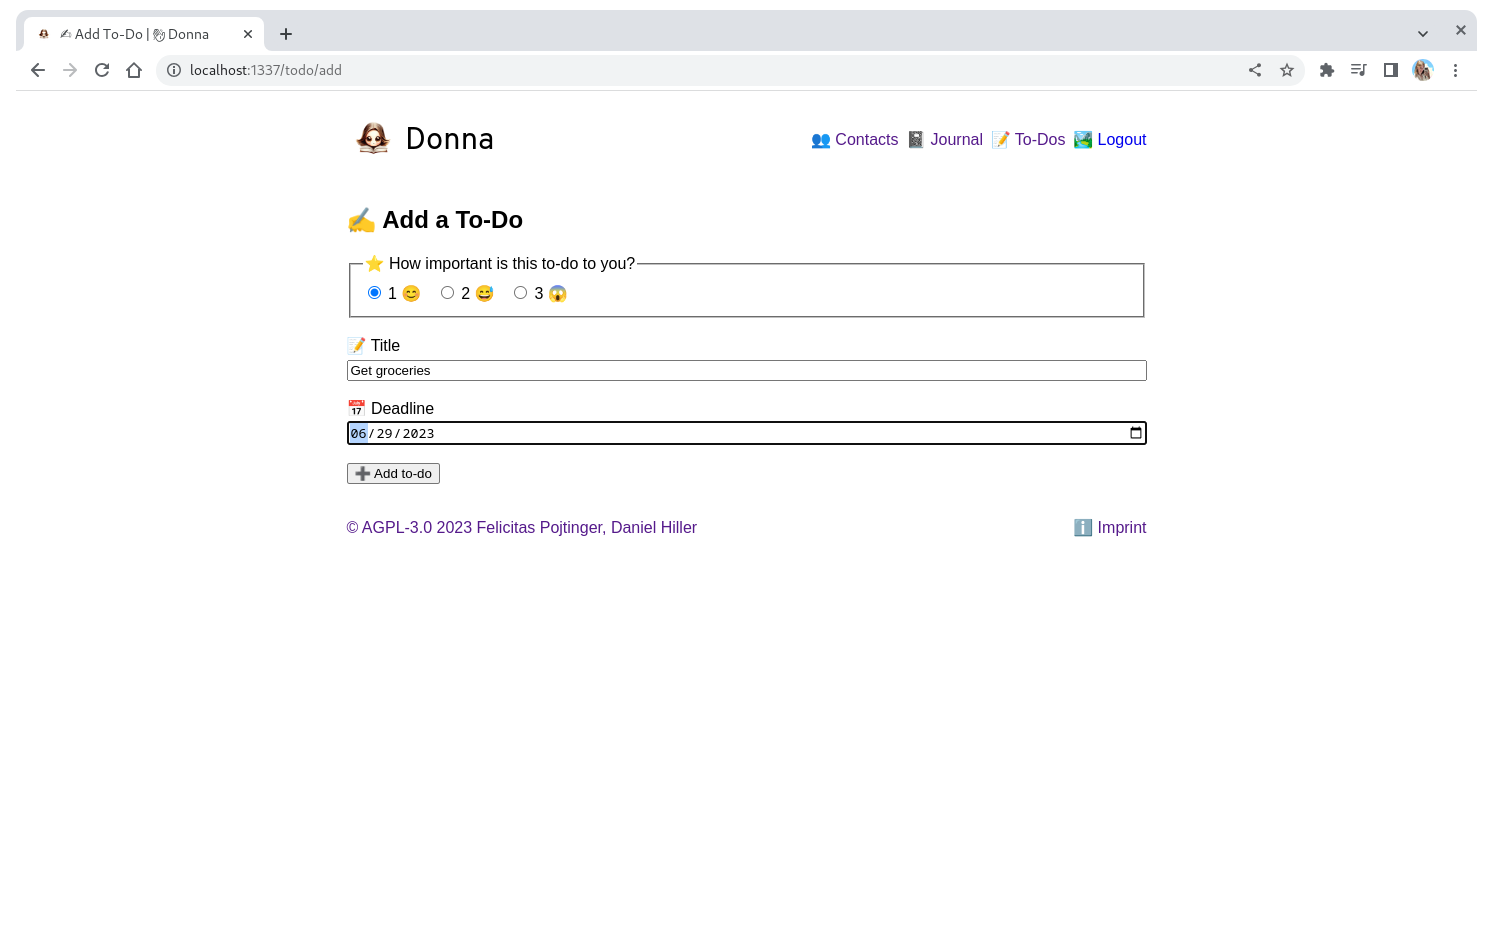 ✍ Add To-Do | Donna
localhost:1337/todo/add
Donna
👥 Contacts 📓 Journal 📝 To-Dos 🏞️ Logout
✍️ Add a To-Do
⭐ How important is this to-do to you?
1 😊 2 😅 3 😱
📝 Title
Get groceries
📅 Deadline
06/29/2023
➕ Add to-do
© AGPL-3.0 2023 Felicitas Pojtinger, Daniel Hiller
ℹ️ Imprint